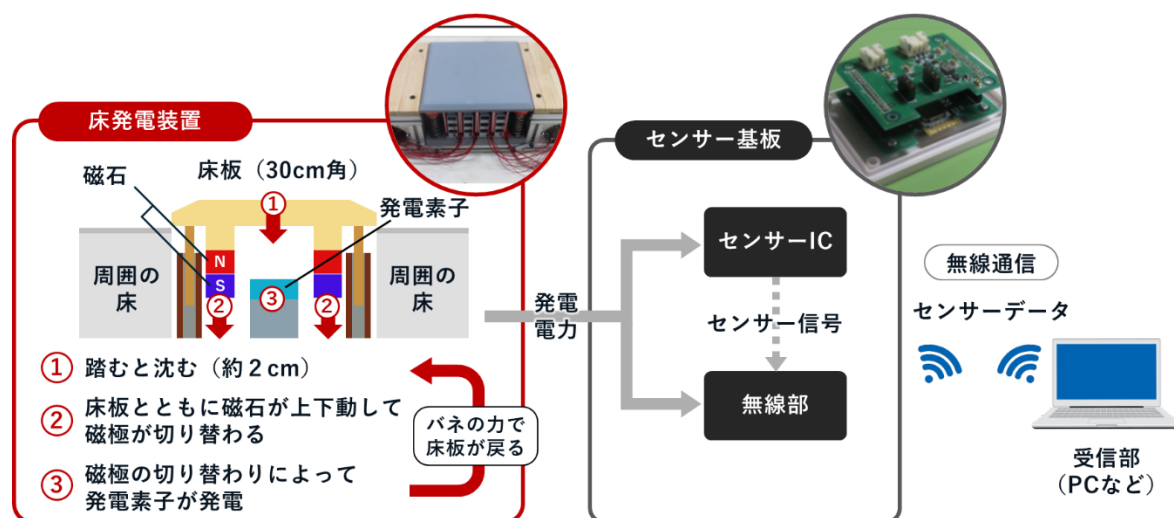 床発電装置
磁石
床板（30cm角）
①
発電素子
N
S
周囲の
床
②
③
②
周囲の
床
① 踏むと沈む（約２cm）
② 床板とともに磁石が上下動して
磁極が切り替わる
③ 磁極の切り替わりによって
発電素子が発電
バネの力で
床板が戻る
発電
電力
センサー基板
センサーIC
センサー信号
無線部
無線通信
センサーデータ
受信部
（PCなど）